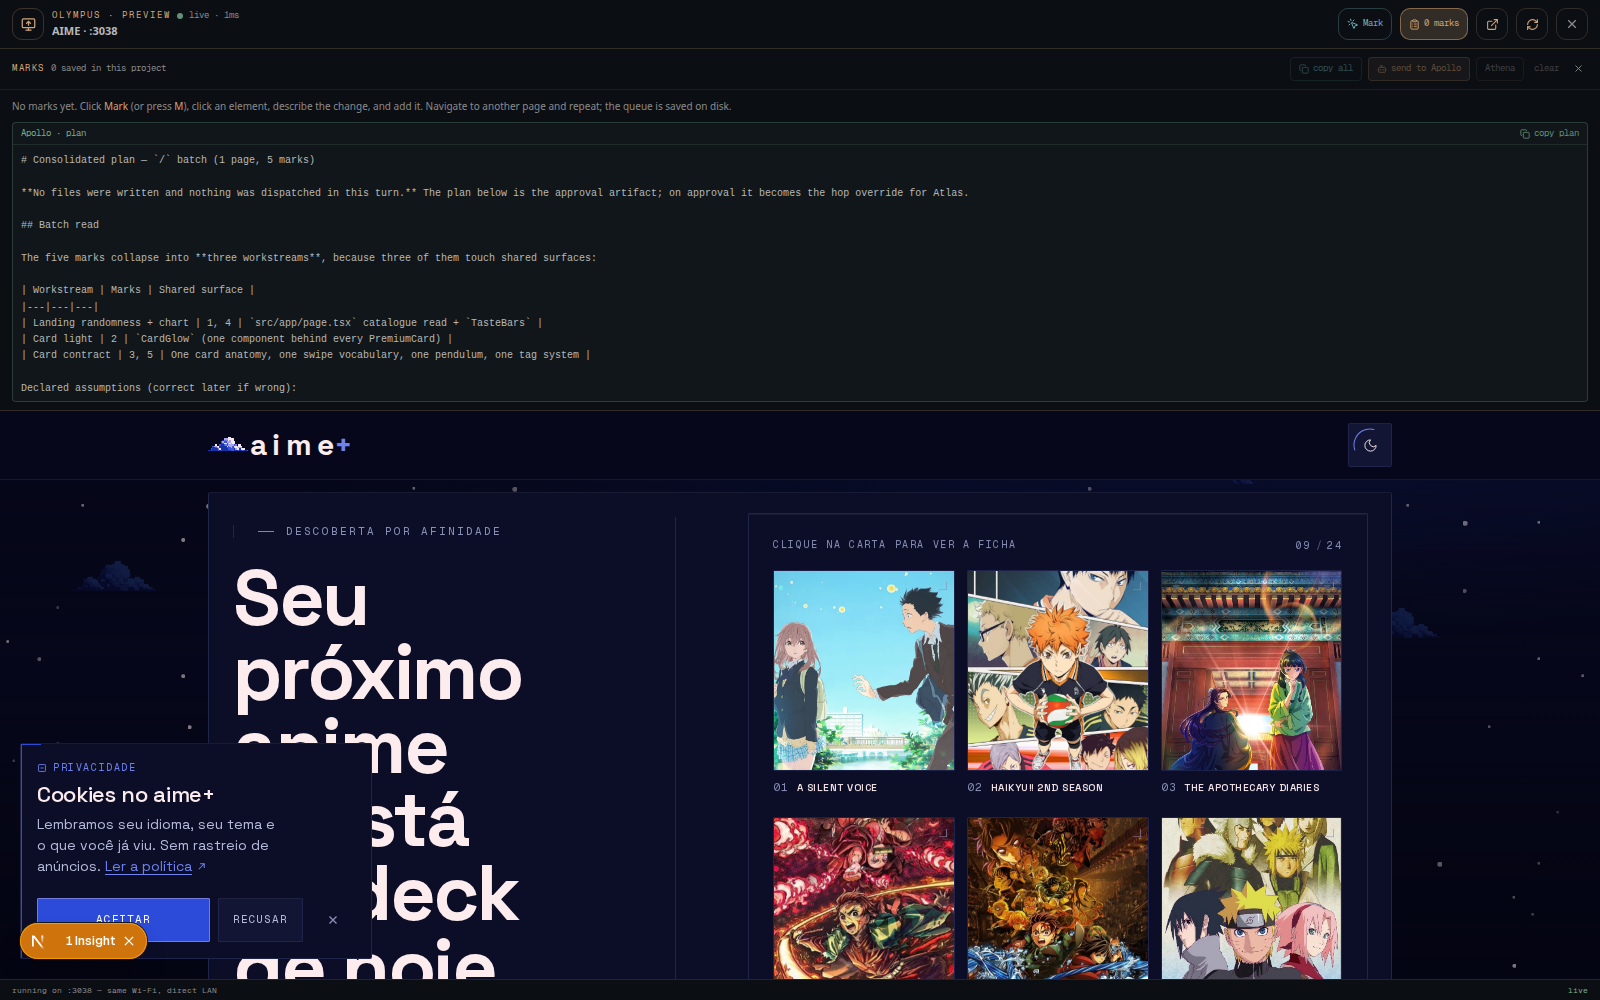 OLYMPUS · PREVIEW live · 1ms
AIME · :3038
Mark
0 marks
MARKS 0 saved in this project
copy all
send to Apollo
Athena
clear
No marks yet. Click Mark (or press M), click an element, describe the change, and add it. Navigate to another page and repeat; the queue is saved on disk.
Apollo · plan
copy plan
# Consolidated plan — `/` batch (1 page, 5 marks)
**No files were written and nothing was dispatched in this turn.** The plan below is the approval artifact; on approval it becomes the hop override for Atlas.
## Batch read
The five marks collapse into **three workstreams**, because three of them touch shared surfaces:
| Workstream | Marks | Shared surface |
|---|---|---|
| Landing randomness + chart | 1, 4 | `src/app/page.tsx` catalogue read + `TasteBars` |
| Card light | 2 | `CardGlow` (one component behind every PremiumCard) |
| Card contract | 3, 5 | One card anatomy, one swipe vocabulary, one pendulum, one tag system |
Declared assumptions (correct later if wrong):
aime+
DESCOBERTA POR AFINIDADE
Seu
próximo
anime
stá
deck
de hoje
CLIQUE NA CARTA PARA VER A FICHA
09 / 24
01 A SILENT VOICE
02 HAIKYU!! 2ND SEASON
03 THE APOTHECARY DIARIES
PRIVACIDADE
Cookies no aime+
Lembramos seu idioma, seu tema e
o que você já viu. Sem rastreio de
anúncios. Ler a política ↗
ACEITAR
RECUSAR
1 Insight
running on :3038 — same Wi-Fi, direct LAN
live